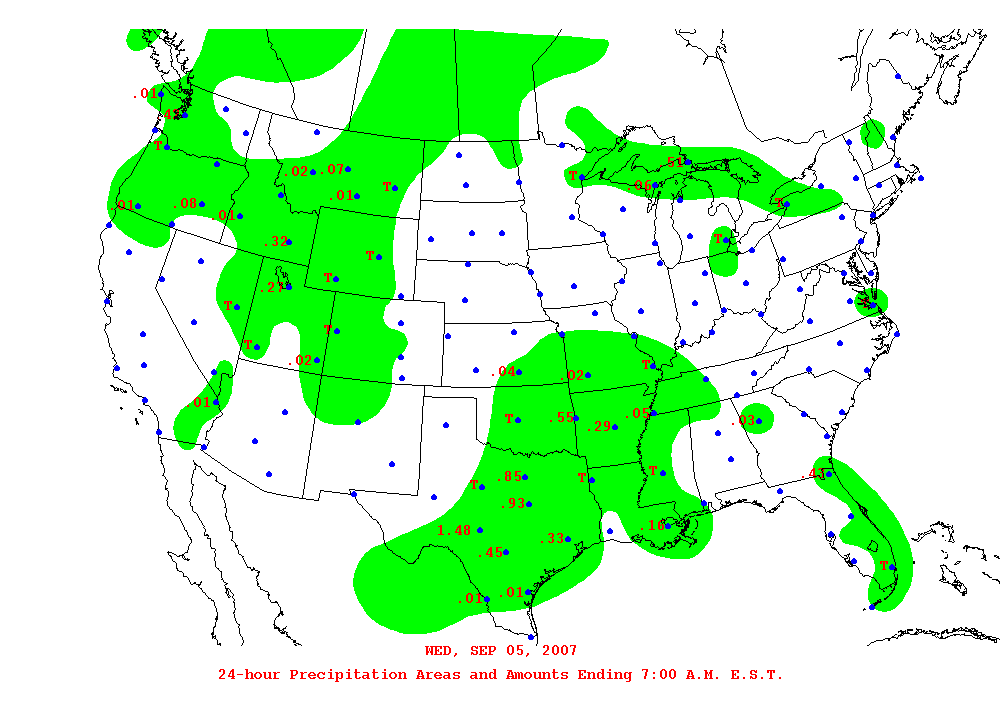 .01
.4
T
.51
.02 .07
T
.06
.01
T
.01
.08
.01
T
.32
T
T
.27
T
T
T
.02
T
.04
.02
.01
T
.55
.29
.05
.03
.85
T
T
T
.43
.93
1.48
.33
.16
.45
T
.01
.01
WED, SEP 05, 2007
24-hour Precipitation Areas and Amounts Ending 7:00 A.M. E.S.T.